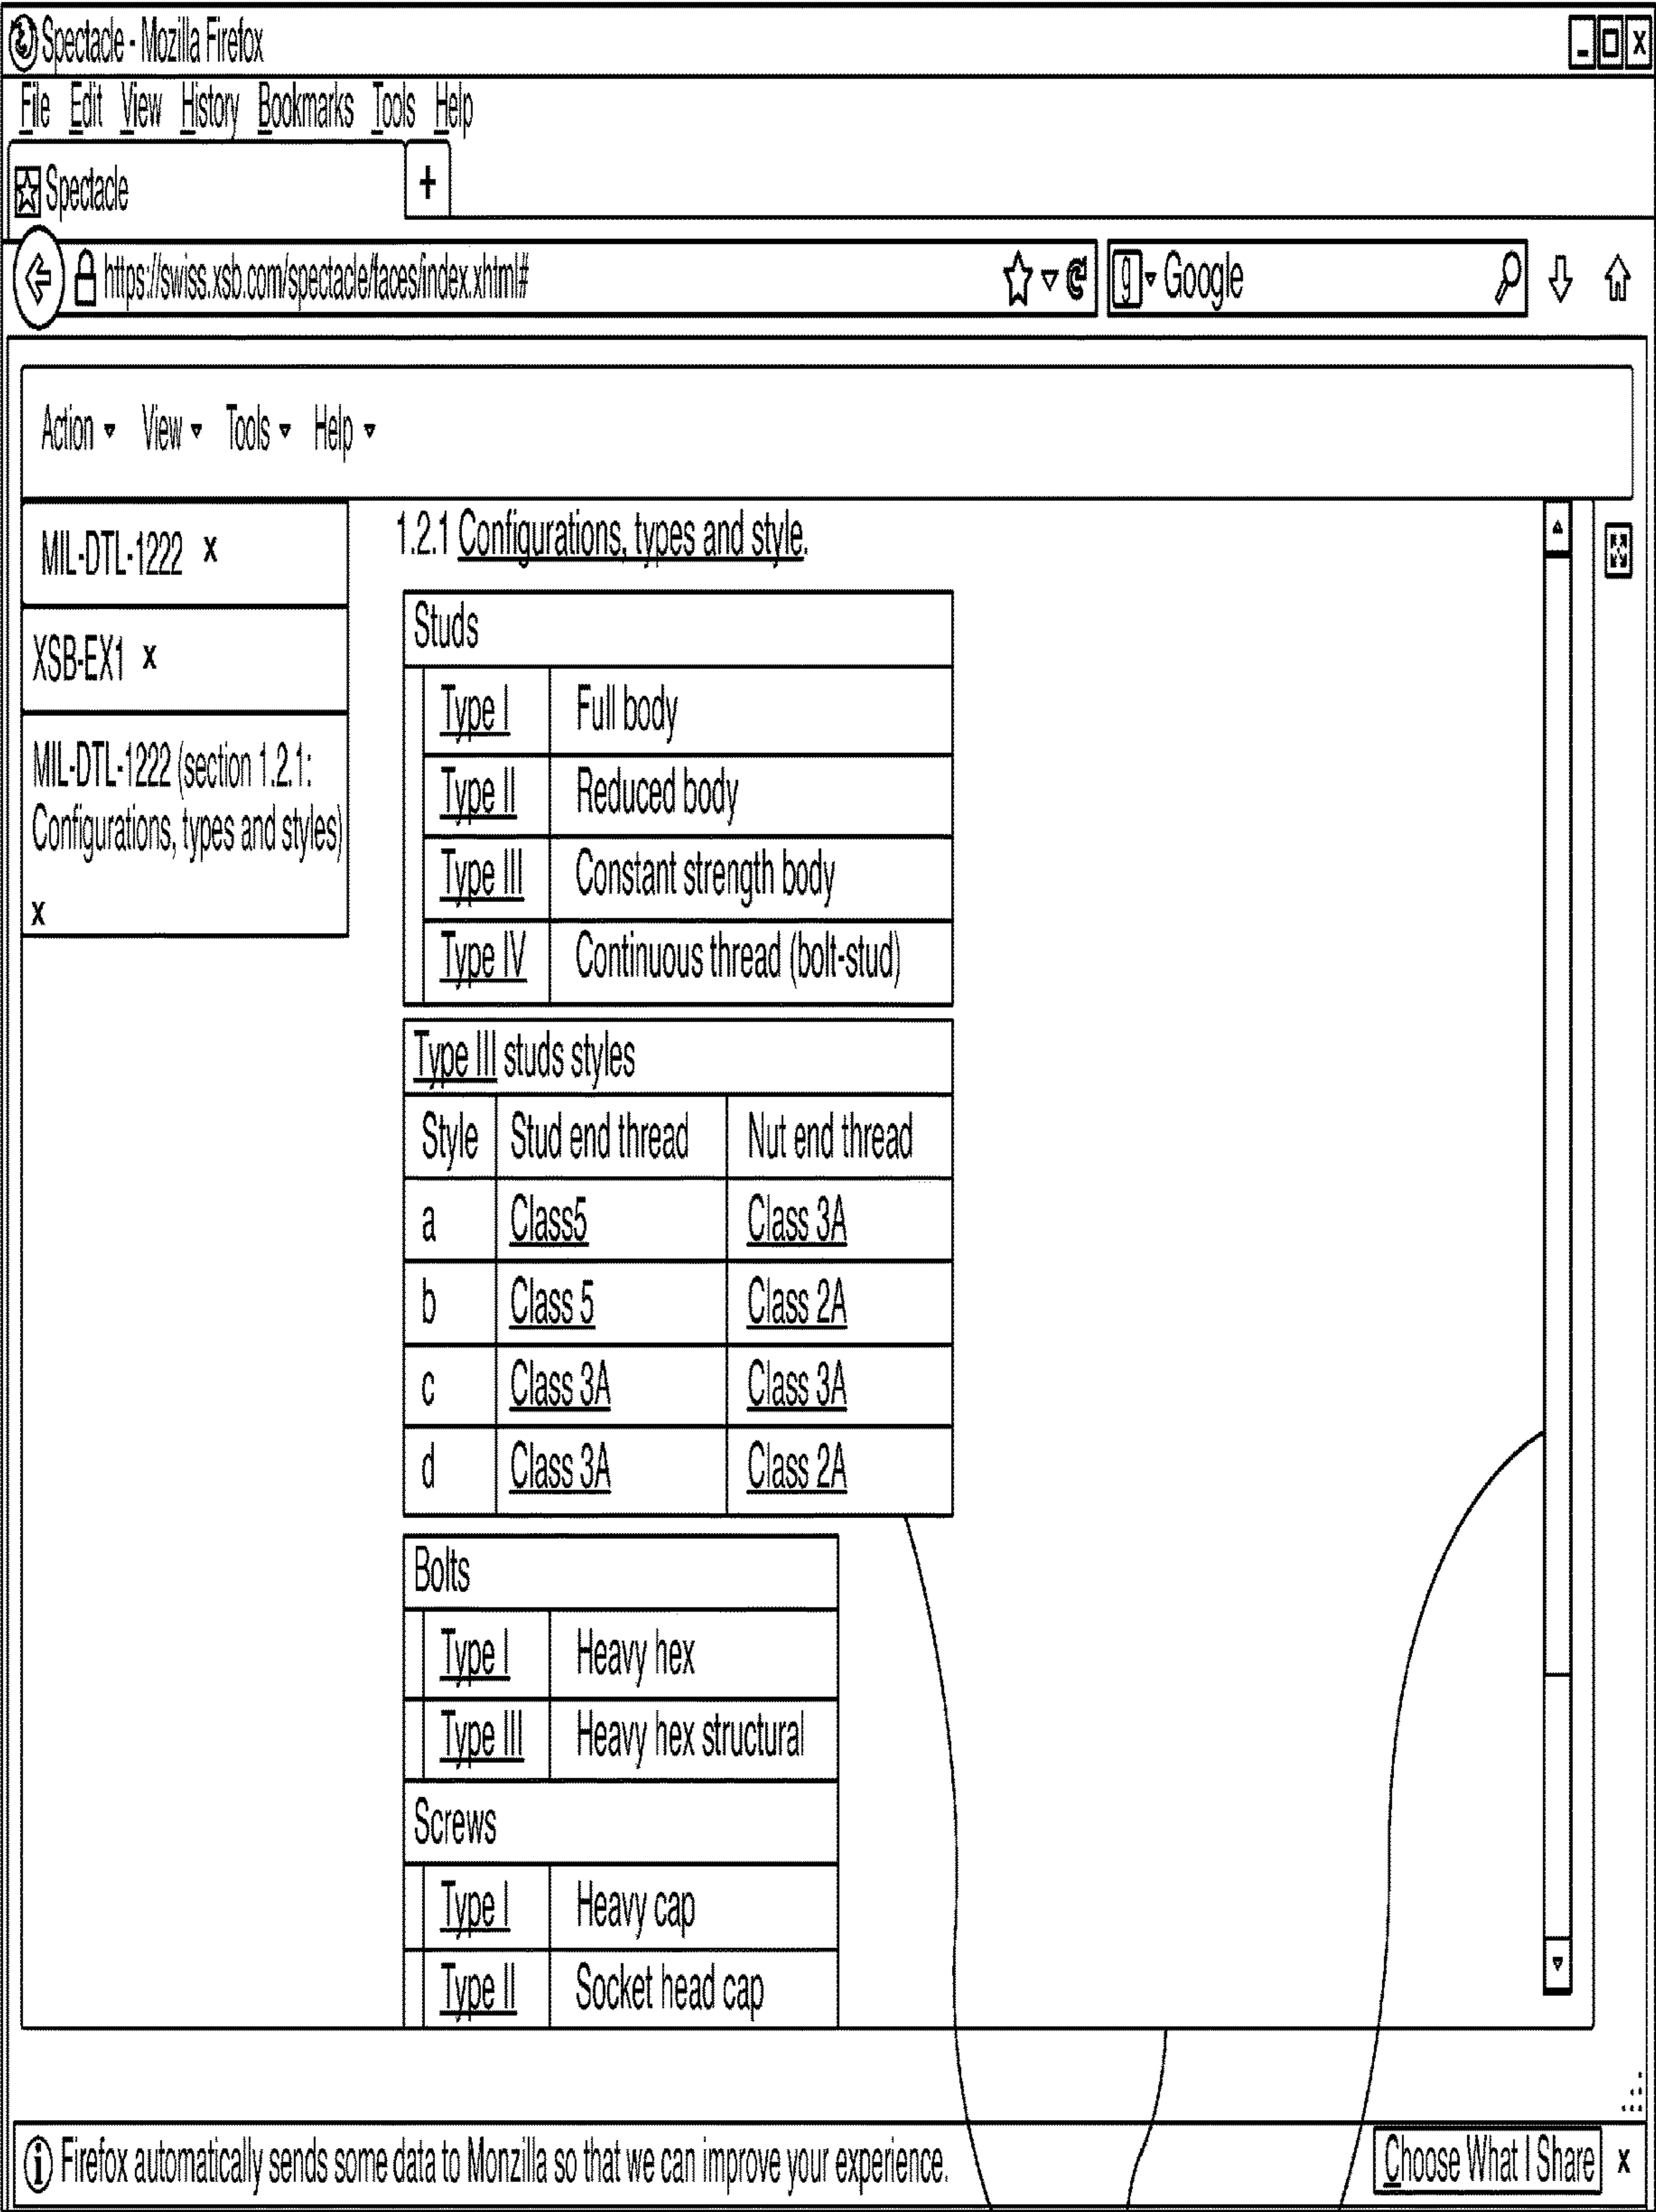 Spectacle - Mozilla Firefox
File Edit View History Bookmarks Tools Help
Spectacle +
https://swiss.xsb.com/spectacle/faces/index.xhtml# g Google
Action View Tools Help
MIL-DTL-1222 x
XSB-EX1 x
MIL-DTL-1222 (section 1.2.1:
Configurations, types and styles)
x
1.2.1 Configurations, types and style.
Studs
Type I Full body
Type II Reduced body
Type III Constant strength body
Type IV Continuous thread (bolt-stud)
Type III studs styles
Style Stud end thread Nut end thread
a Class5 Class 3A
b Class 5 Class 2A
c Class 3A Class 3A
d Class 3A Class 2A
Bolts
Type I Heavy hex
Type III Heavy hex structural
Screws
Type I Heavy cap
Type II Socket head cap
Firefox automatically sends some data to Monzilla so that we can improve your experience. Choose What I Share x